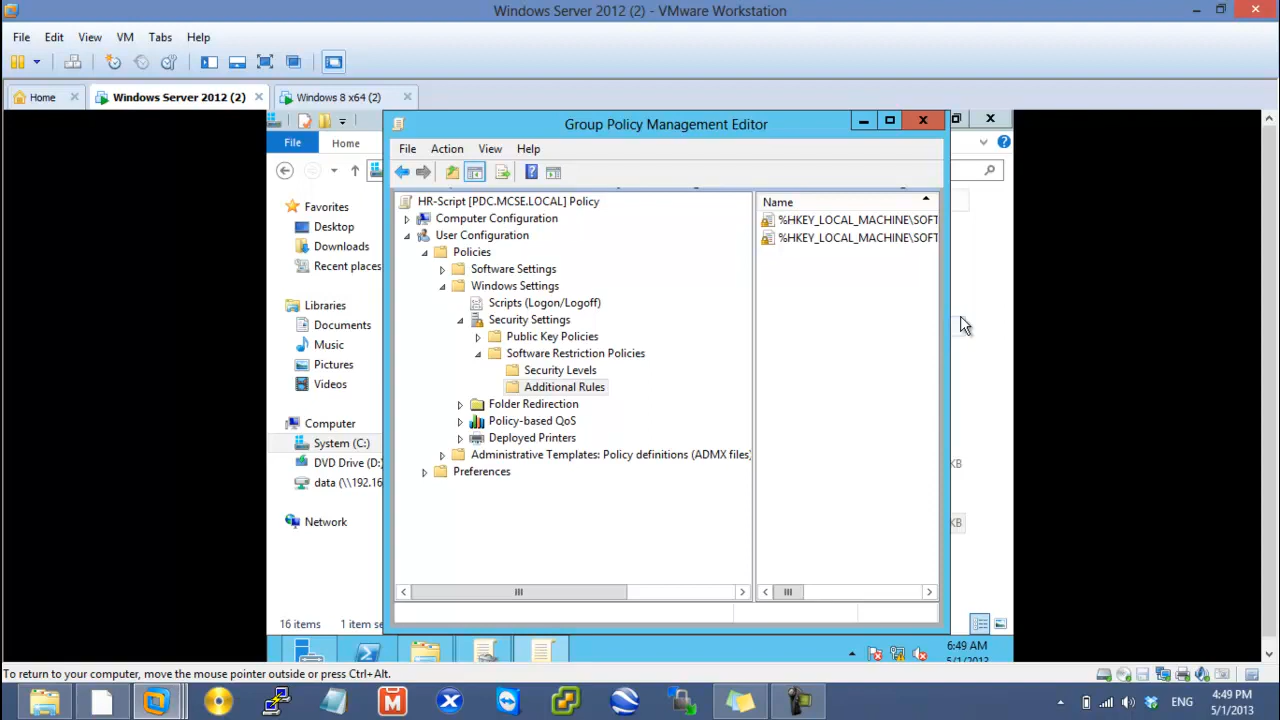 Windows Server 2012 (2) - VMware Workstation
File Edit View VM Tabs Help
Home Windows Server 2012 (2) Windows 8 x64 (2)
File Home
Group Policy Management Editor
File Action View Help
Favorites
Desktop
Downloads
Recent places
Libraries
Documents
Music
Pictures
Videos
Computer
System (C:)
DVD Drive (D:
data (\\192.16
Network
16 items 1 item se
HR-Script [PDC.MCSE.LOCAL] Policy
Computer Configuration
User Configuration
Policies
Software Settings
Windows Settings
Scripts (Logon/Logoff)
Security Settings
Public Key Policies
Software Restriction Policies
Security Levels
Additional Rules
Folder Redirection
Policy-based QoS
Deployed Printers
Administrative Templates: Policy definitions (ADMX files)
Preferences
Name
%HKEY_LOCAL_MACHINE\SOFT
%HKEY_LOCAL_MACHINE\SOFT
KB
KB
6:49 AM
5/1/2013
To return to your computer, move the mouse pointer outside or press Ctrl+Alt.
ENG
4:49 PM
5/1/2013